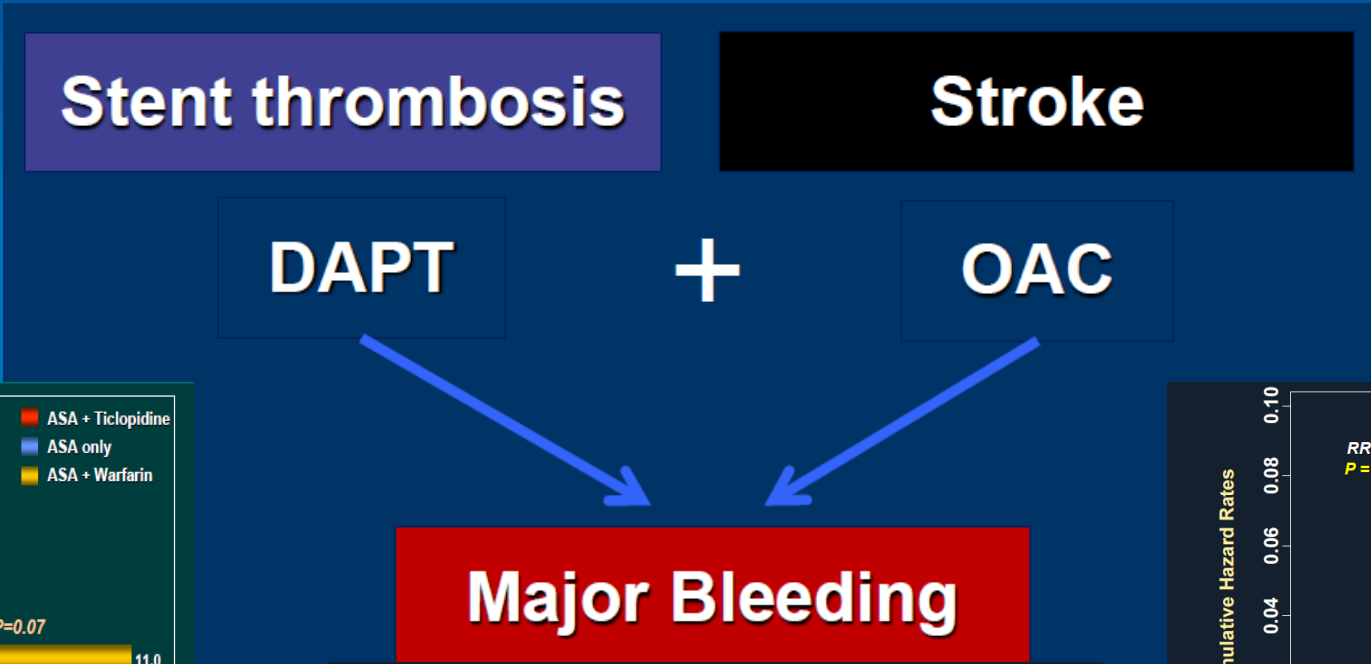 Stent thrombosis
Stroke
DAPT
+
OAC
ASA + Ticlopidine
ASA only
ASA + Warfarin
P=0.07
11.0
0.10
0.08
0.06
0.04
RR
P =
Hazard Rates
Major Bleeding